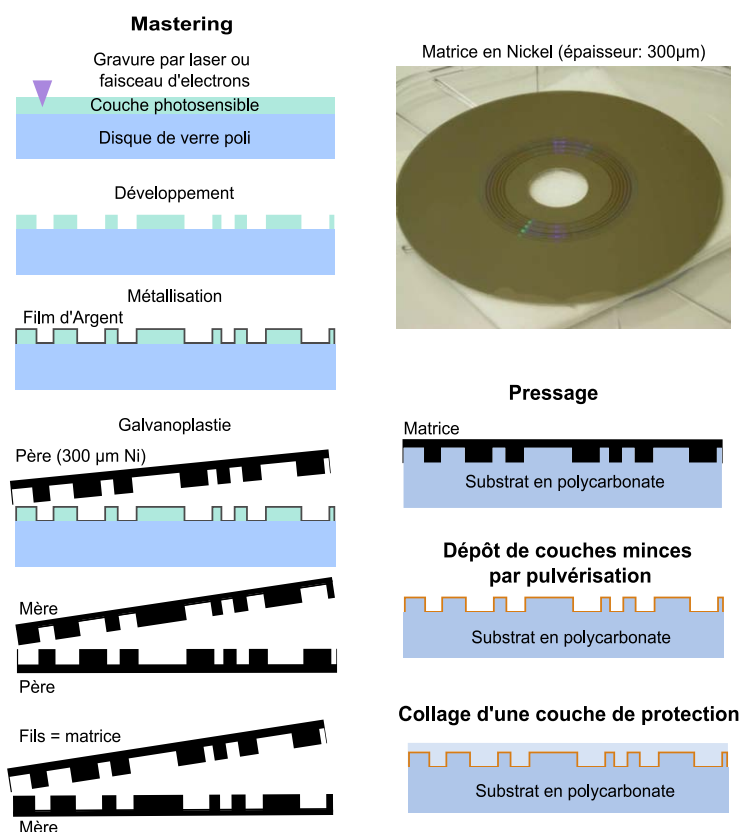 Mastering
Gravure par laser ou
faisceau d'electrons
Couche photosensible
Disque de verre poli
Développement
Métallisation
Film d'Argent
Galvanoplastie
Père (300 µm Ni)
Mère
Père
Fils = matrice
Mère
Matrice en Nickel (épaisseur: 300µm)
Pressage
Matrice
Substrat en polycarbonate
Dépôt de couches minces
par pulvérisation
Substrat en polycarbonate
Collage d'une couche de protection
Substrat en polycarbonate